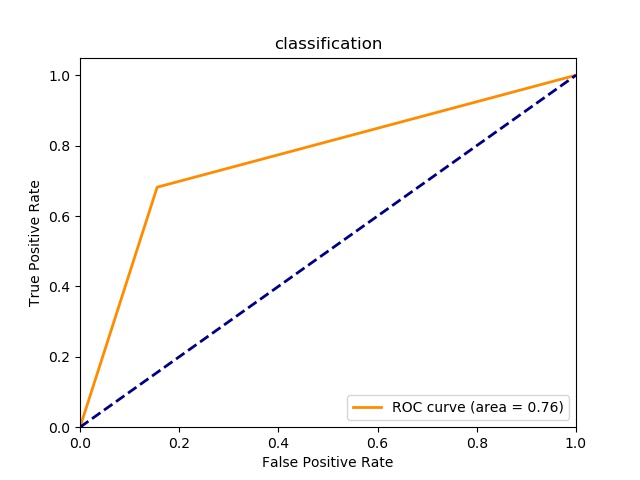 classification
True Positive Rate
1.0
0.8
0.6
0.4
0.2
0.0
ROC curve (area = 0.76)
0.0 0.2 0.4 0.6 0.8 1.0
False Positive Rate